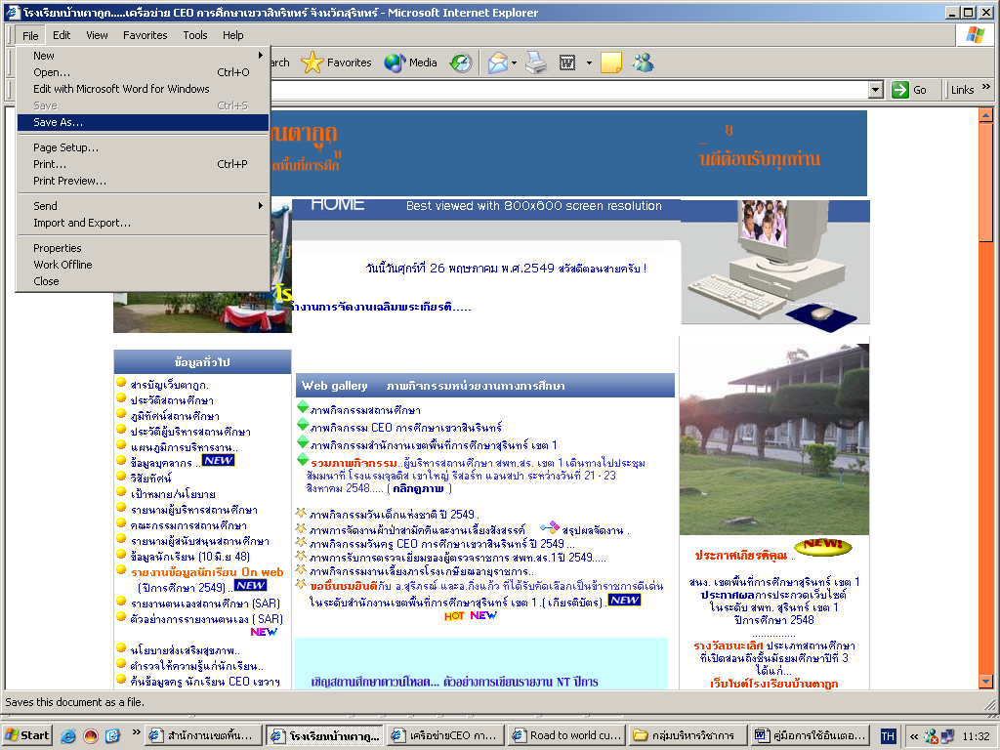 โรงเรียนบ้านตากูก.....เครือข่าย CEO การศึกษาเขวาสินรินทร์ จังหวัดสุรินทร์ - Microsoft Internet Explorer
File Edit View Favorites Tools Help
New
Open... Ctrl+O
Edit with Microsoft Word for Windows
Save Ctrl+S
Save As...
Page Setup...
Print... Ctrl+P
Print Preview...
Send
Import and Export...
Properties
Work Offline
Close
arch Favorites Media
Go Links
นตากูก
ตพื้นที่การศึก
นดีต้อนรับทุกท่าน
HOME Best viewed with 800x600 screen resolution
วันนี้วันศุกร์ที่ 26 พฤษภาคม พ.ศ.2549 สวัสดีตอนสายครับ !
งานการจัดงานเฉลิมพระเกียรติ.....
ข้อมูลทั่วไป
สารบัญเว็บตากูก.
ประวัติสถานศึกษา
ภูมิทัศน์สถานศึกษา
ประวัติผู้บริหารสถานศึกษา
แผนภูมิการบริหารงาน..
ข้อมูลบุคลากร .. NEW
วิสัยทัศน์
เป้าหมาย/นโยบาย
รายนามผู้บริหารสถานศึกษา
คณะกรรมการสถานศึกษา
รายนามผู้สนับสนุนสถานศึกษา
ข้อมูลนักเรียน (10 มิ.ย 48)
รายงานข้อมูลนักเรียน On web
(ปีการศึกษา 2549).. NEW
รายงานตนเองสถานศึกษา (SAR)
ตัวอย่างการรายงานตนเอง ( SAR)
NEW
นโยบายส่งเสริมสุขภาพ..
ตำรวจให้ความรู้แก่นักเรียน..
ค้นข้อมูลครู นักเรียน CEO เขวาฯ
Web gallery ภาพกิจกรรมหน่วยงานทางการศึกษา
ภาพกิจกรรมสถานศึกษา
ภาพกิจกรรม CEO การศึกษาเขวาสินรินทร์
ภาพกิจกรรมสำนักงานเขตพื้นที่การศึกษาสุรินทร์ เขต 1
รวมภาพกิจกรรม..ผู้บริหารสถานศึกษา สพท.สร. เขต 1 เดินทางไปประชุม
สัมมนาที่ โรงแรมจุลดิส เขาใหญ่ รีสอร์ท แอนสปา ระหว่างวันที่ 21 - 23
สิงหาคม 2548..... ( คลิกดูภาพ )
ภาพกิจกรรมวันเด็กแห่งชาติ ปี 2549 .
ภาพการจัดงานผ้าป่าสามัคคีและงานเลี้ยงสังสรรค์ สรุปผลจัดงาน .
ภาพกิจกรรมวันครู CEO การศึกษาเขวาสินรินทร์ ปี 2549 ...
ภาพการรับการตรวจเยี่ยมของผู้ตรวจราชการ สพท.สร.1ปี 2549.....
ภาพกิจกรรมงานเลี้ยงภารโรงเกษียณอายุราชการ..
ขอชื่นชมยินดีกับ อ.สุรีภรณ์ และอ.กิ่งแก้ว ที่ได้รับคัดเลือกเป็นข้าราชการดีเด่น
ในระดับสำนักงานเขตพื้นที่การศึกษาสุรินทร์ เขต 1 .( เกียรติบัตร) . NEW
HOT NEW
เชิญสถานศึกษาดาวน์โหลด... ตัวอย่างการเขียนรายงาน NT ปีการ
ประกาศเกียรติคุณ . NEW!
สนง. เขตพื้นที่การศึกษาสุรินทร์ เขต 1
ประกาศผลการประกวดเว็บไซต์
ในระดับ สพท. สุรินทร์ เขต 1
ปีการศึกษา 2548
...............
รางวัลชนะเลิศ ประเภทสถานศึกษา
ที่เปิดสอนถึงชั้นมัธยมศึกษาปีที่ 3
ได้แก่...
เว็บไซต์โรงเรียนบ้านตากูก
Saves this document as a file.
Start สำนักงานเขตพื้น... โรงเรียนบ้านตากู... เครือข่ายCEO กา... Road to world cu... กลุ่มบริหารวิชาการ คู่มือการใช้อินเตอ... TH 11:32